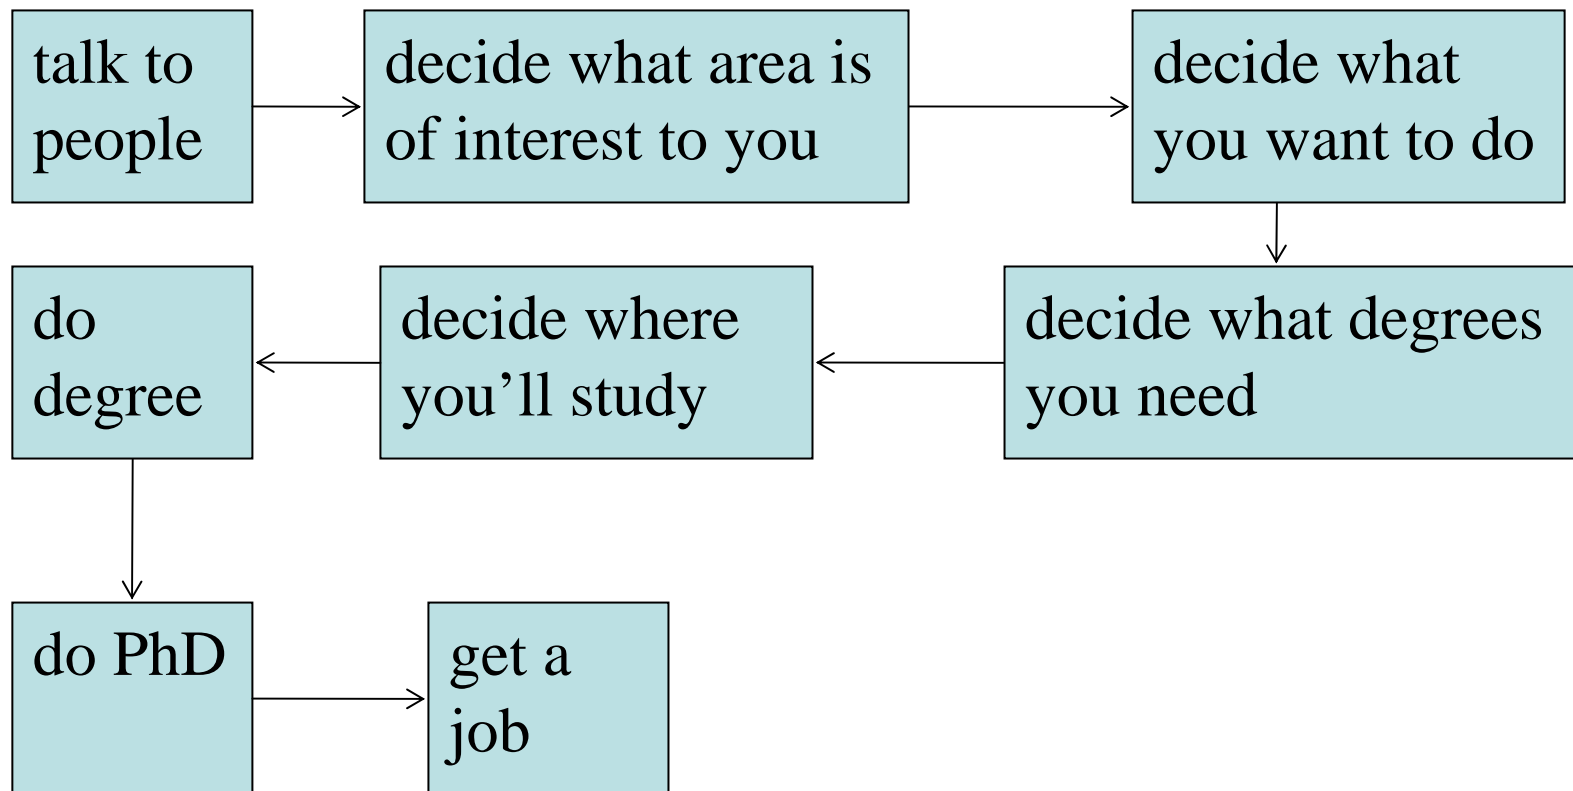 talk to
people
decide what area is
of interest to you
decide what
you want to do
decide what degrees
you need
decide where
you’ll study
do
degree
do PhD
get a
job